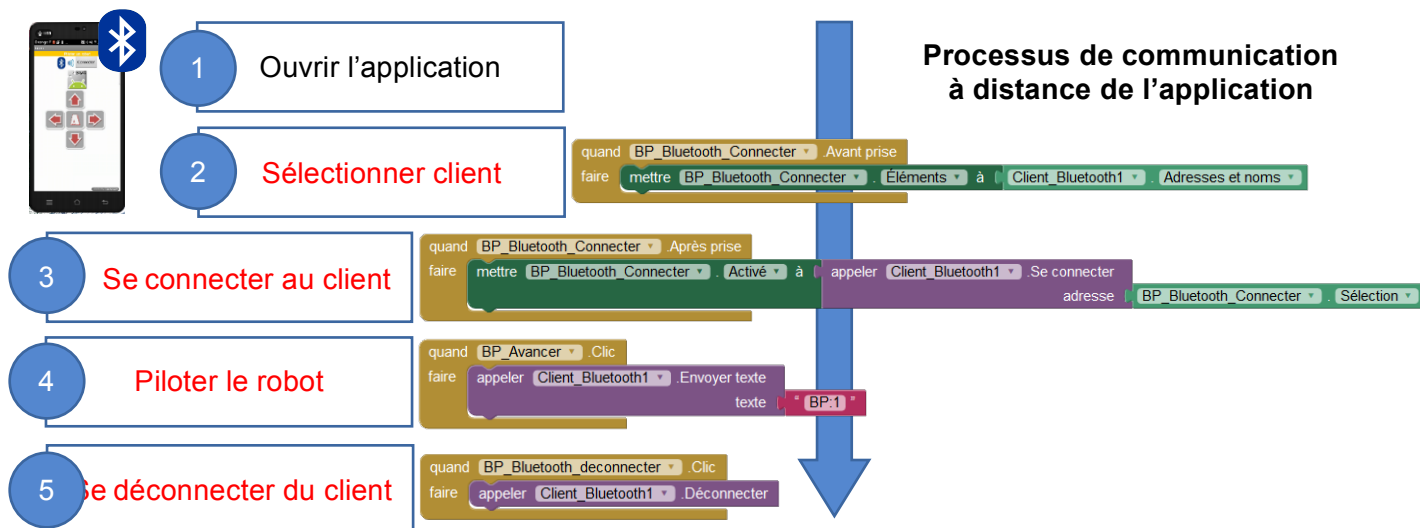 Processus de communication
à distance de l'application
1
Ouvrir l'application
2
Sélectionner client
quand BP_Bluetooth_Connecter .Avant prise
faire mettre BP_Bluetooth_Connecter . Éléments à Client_Bluetooth1 . Adresses et noms
3
Se connecter au client
quand BP_Bluetooth_Connecter .Après prise
faire mettre BP_Bluetooth_Connecter . Activé à appeler Client_Bluetooth1 .Se connecter
adresse BP_Bluetooth_Connecter . Sélection
4
Piloter le robot
quand BP_Avancer .Clic
faire appeler Client_Bluetooth1 .Envoyer texte
texte " BP:1 "
5
Se déconnecter du client
quand BP_Bluetooth_deconnecter .Clic
faire appeler Client_Bluetooth1 .Déconnecter
A